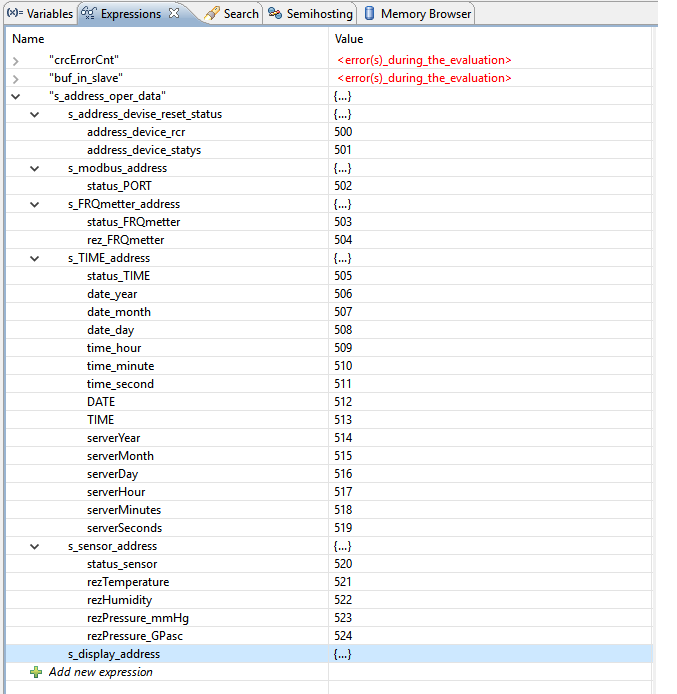 (x)= Variables Expressions Search Semihosting Memory Browser
Name Value
"crcErrorCnt" <error(s)_during_the_evaluation>
"buf_in_slave" <error(s)_during_the_evaluation>
"s_address_oper_data" {...}
s_address_devise_reset_status {...}
address_device_rcr 500
address_device_statys 501
s_modbus_address {...}
status_PORT 502
s_FRQmetter_address {...}
status_FRQmetter 503
rez_FRQmetter 504
s_TIME_address {...}
status_TIME 505
date_year 506
date_month 507
date_day 508
time_hour 509
time_minute 510
time_second 511
DATE 512
TIME 513
serverYear 514
serverMonth 515
serverDay 516
serverHour 517
serverMinutes 518
serverSeconds 519
s_sensor_address {...}
status_sensor 520
rezTemperature 521
rezHumidity 522
rezPressure_mmHg 523
rezPressure_GPasc 524
s_display_address {...}
Add new expression